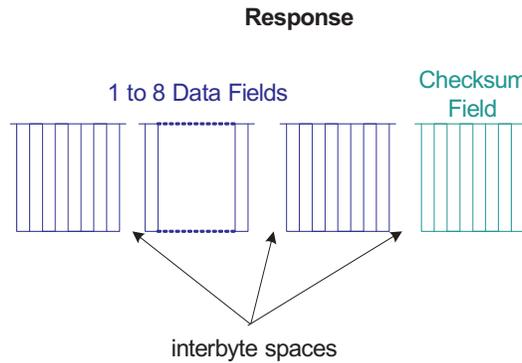 Response
1 to 8 Data Fields
Checksum
Field
interbyte spaces